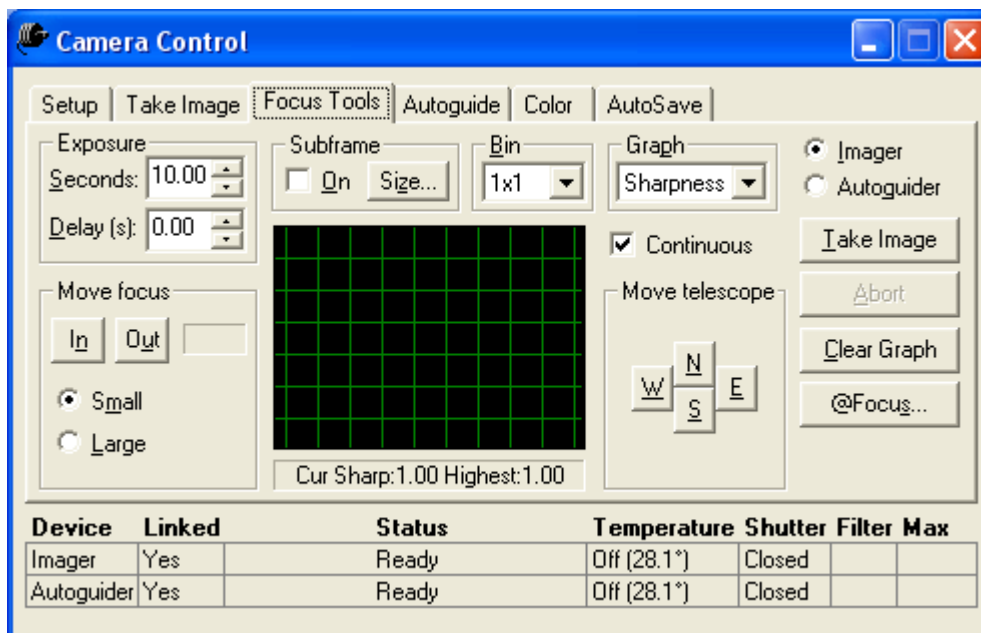 Camera Control
Setup Take Image Focus Tools Autoguide Color AutoSave
Exposure
Seconds: 10.00
Delay (s): 0.00
Subframe
On Size...
Bin
1x1
Graph
Sharpness
Imager
Autoguider
Continuous
Take Image
Abort
Clear Graph
@Focus...
Move focus
In Out
Small
Large
Cur Sharp:1.00 Highest:1.00
Move telescope
N
W E
S
Device Linked Status Temperature Shutter Filter Max
Imager Yes Ready Off (28.1°) Closed
Autoguider Yes Ready Off (28.1°) Closed